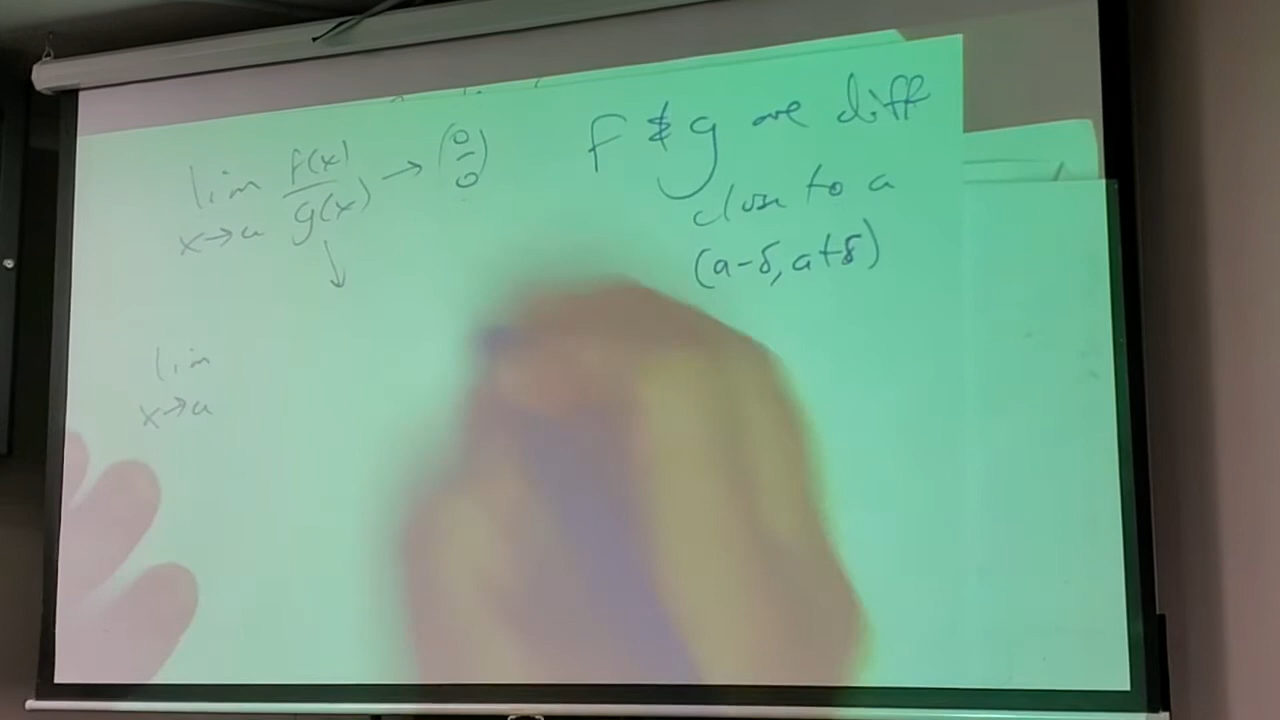 lim f(x)/g(x) → (0/0)
x→a
↓
f & g are diff
close to a
(a-δ, a+δ)
lim
x→a